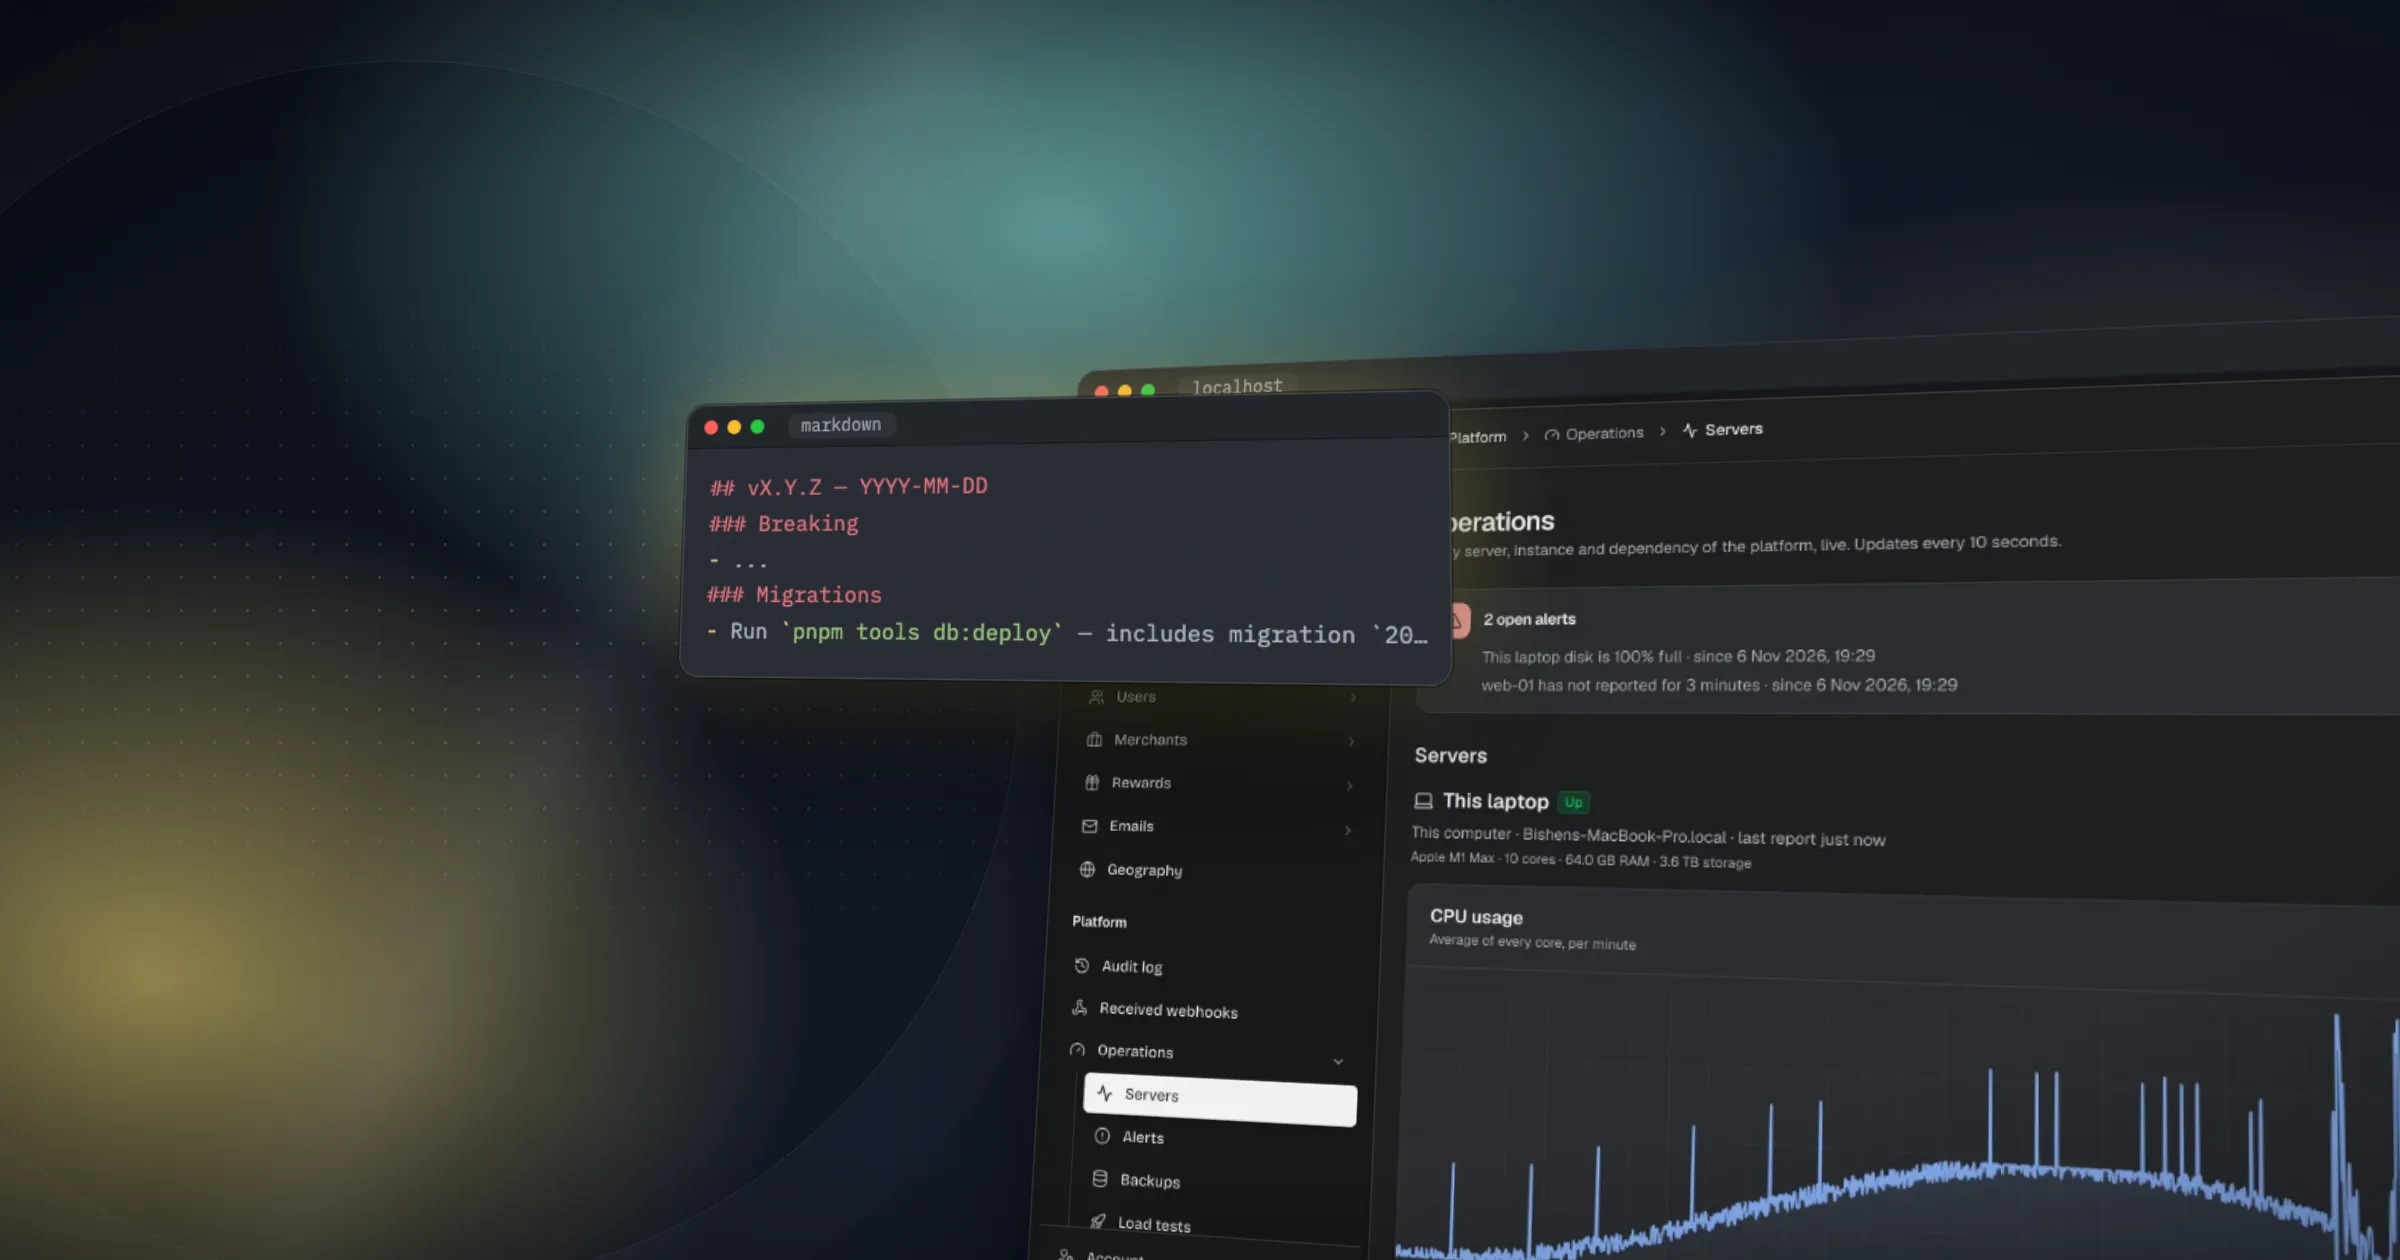 localhost
markdown
## vX.Y.Z — YYYY-MM-DD
### Breaking
- ...
### Migrations
- Run `pnpm tools db:deploy` — includes migration `20…
Platform > Operations > Servers
perations
y server, instance and dependency of the platform, live. Updates every 10 seconds.
2 open alerts
This laptop disk is 100% full · since 6 Nov 2026, 19:29
web-01 has not reported for 3 minutes · since 6 Nov 2026, 19:29
Users
Merchants
Rewards
Emails
Geography
Platform
Audit log
Received webhooks
Operations
Servers
Alerts
Backups
Load tests
Account
Servers
This laptop Up
This computer · Bishens-MacBook-Pro.local · last report just now
Apple M1 Max · 10 cores · 64.0 GB RAM · 3.6 TB storage
CPU usage
Average of every core, per minute